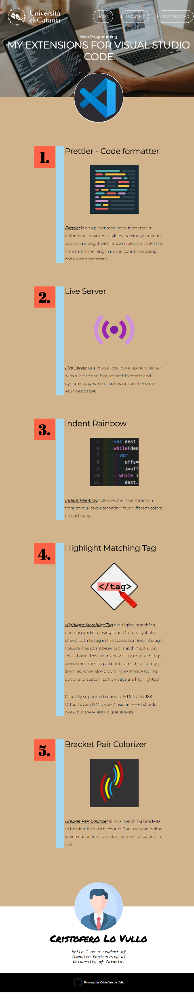 Università
di Catania
HOME
ABOUT ME
START TO READ
Web Programming
MY EXTENSIONS FOR VISUAL STUDIO
CODE
1.
Prettier - Code formatter
Prettier is an opinionated code formatter. It
enforces a consistent style by parsing your code
and re-printing it with its own rules that take the
maximum line length into account, wrapping
code when necessary.
2.
Live Server
Live Server launches a local development server
with a live reload feature bothfor static and
dynamic pages. So it makes simple to review
your webpages.
3.
Indent Rainbow
5 var dest
6 while(des
7 var
8 offs=
9 i=off
10 while i
11 dest.
Indent Rainbow colorizes the indentation in
front of your text alternating four different colors
on each step.
4.
Highlight Matching Tag
</tag>
Highlight Matching Tag highlights matching
opening and/or closing tags. Optionally it also
shows path to tag in the status bar. Even though
VSCode has some basic tag matching, it's just
that - basic. This extension will try to match tags
anywhere: from tag attributes, inside of strings,
any files, while also providing extensive styling
options to customize how tags are highlighted.
Officially supported markup: HTML and JSX.
Other flavors (XML, Vue, Angular, PHP) should
work, but there are no guarantees.
5.
Bracket Pair Colorizer
Bracket Pair Colorizer allows matching brackets
to be identified with colours. The user can define
which characters to match, and which colours to
use.
Cristofero Lo Vullo
Hello I am a student of
Computer Engineering at
University of Catania.
Powered by Cristofero Lo Vullo